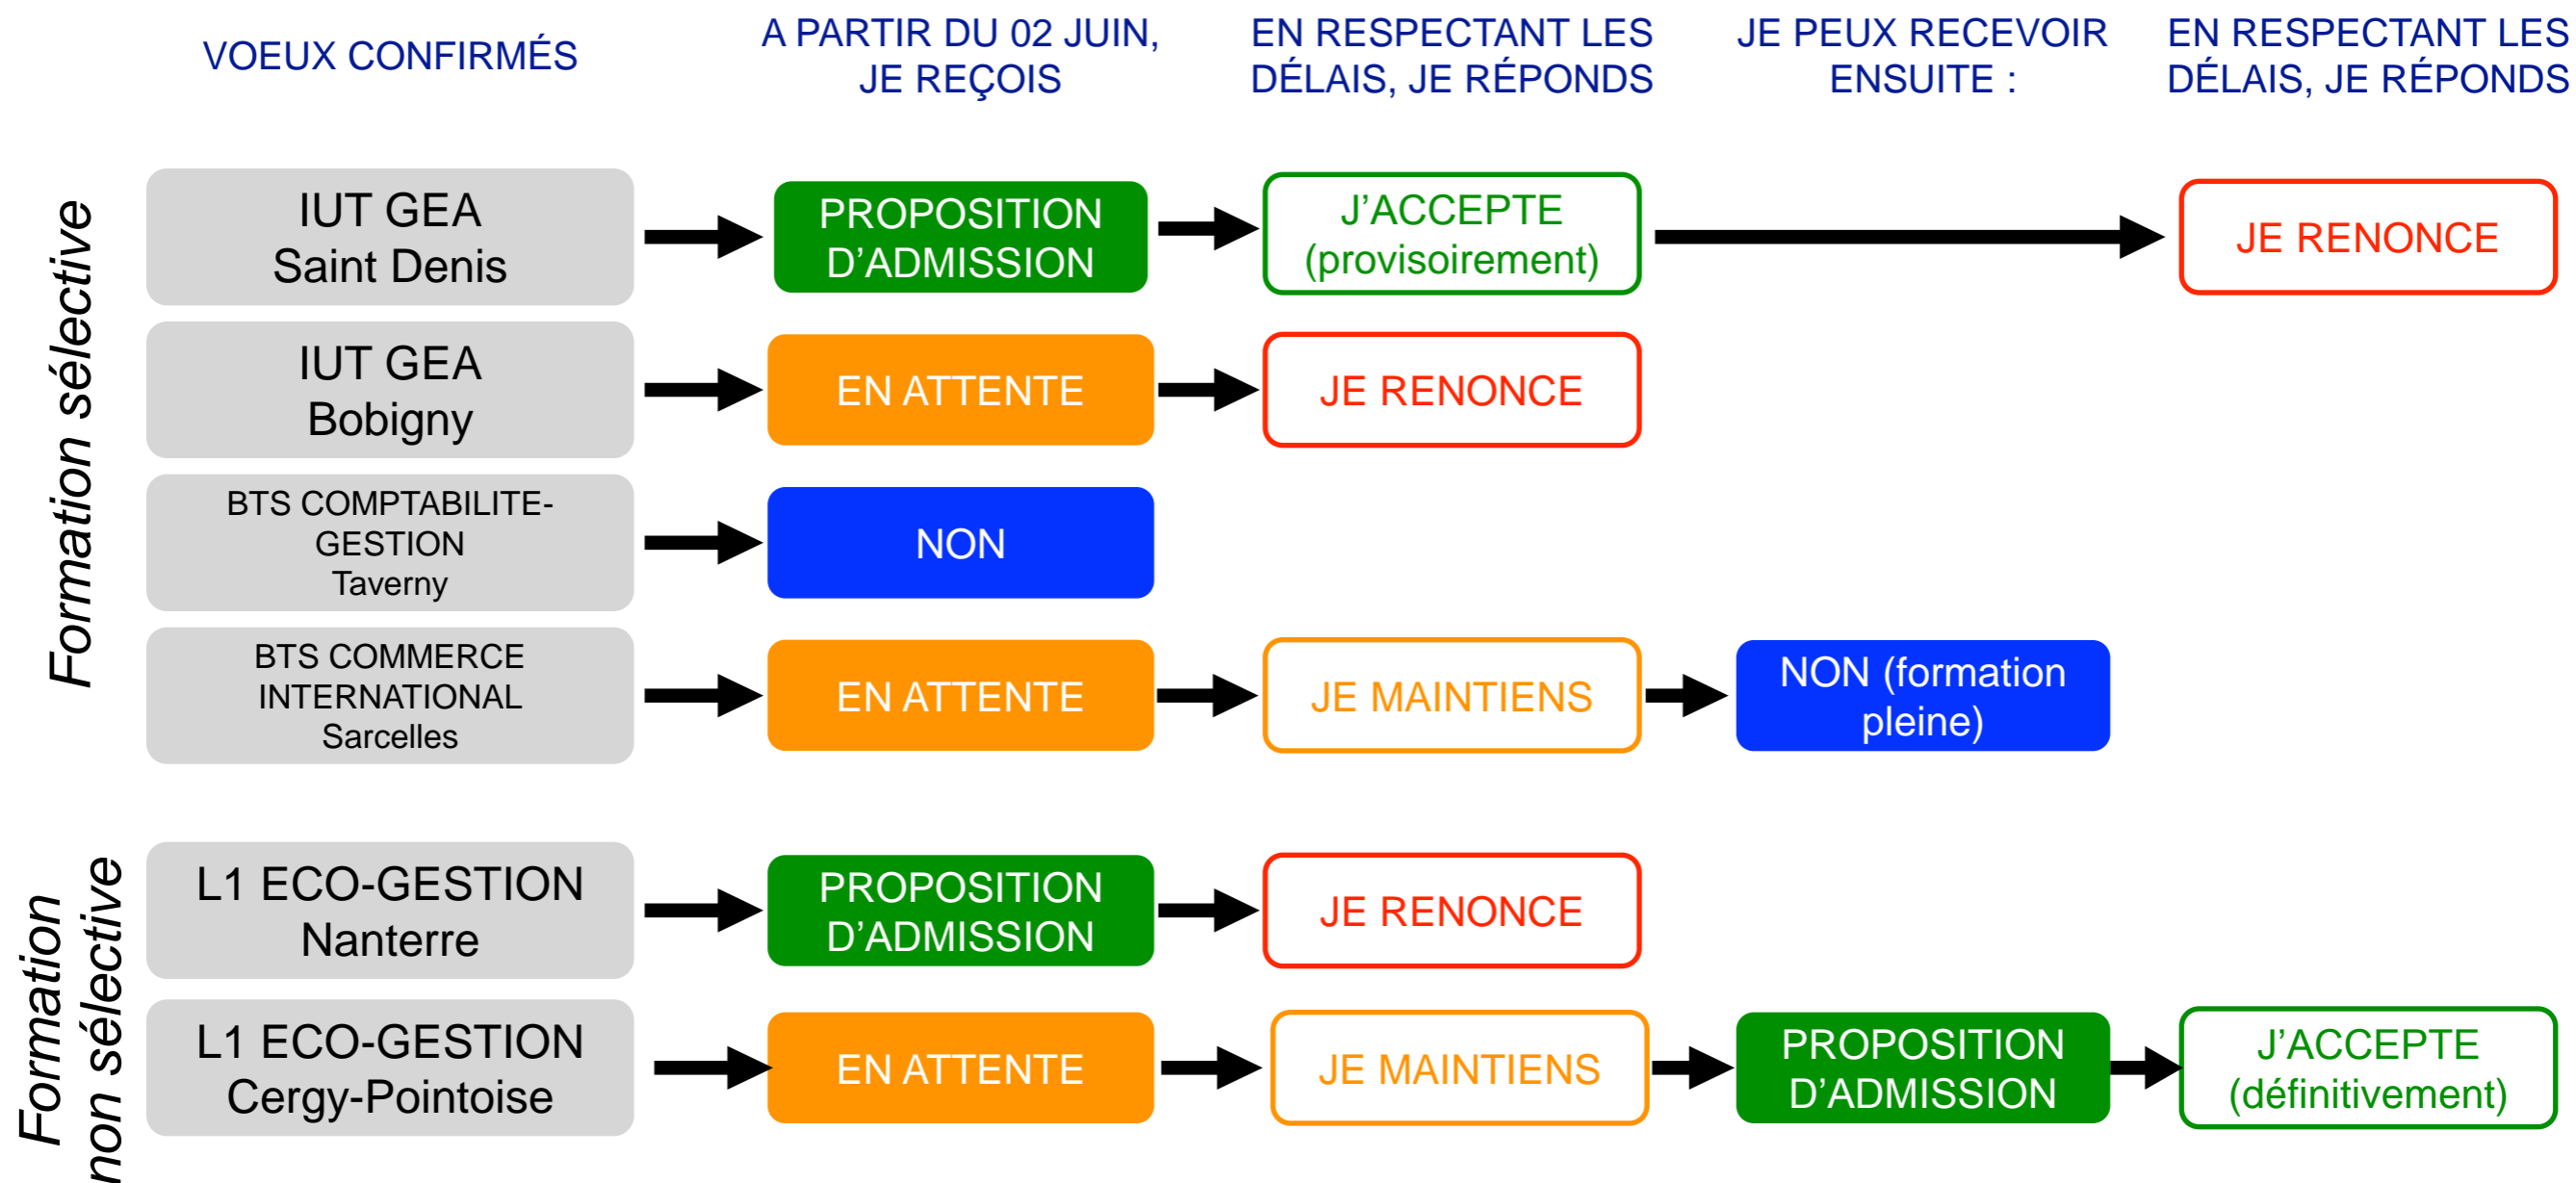 VOEUX CONFIRMÉS
A PARTIR DU 02 JUIN,
JE REÇOIS
EN RESPECTANT LES
DÉLAIS, JE RÉPONDS
JE PEUX RECEVOIR
ENSUITE :
EN RESPECTANT LES
DÉLAIS, JE RÉPONDS
Formation sélective
IUT GEA
Saint Denis
PROPOSITION
D’ADMISSION
J’ACCEPTE
(provisoirement)
JE RENONCE
IUT GEA
Bobigny
EN ATTENTE
JE RENONCE
BTS COMPTABILITE-
GESTION
Taverny
NON
BTS COMMERCE
INTERNATIONAL
Sarcelles
EN ATTENTE
JE MAINTIENS
NON (formation
pleine)
Formation
non sélective
L1 ECO-GESTION
Nanterre
PROPOSITION
D’ADMISSION
JE RENONCE
L1 ECO-GESTION
Cergy-Pointoise
EN ATTENTE
JE MAINTIENS
PROPOSITION
D’ADMISSION
J’ACCEPTE
(définitivement)